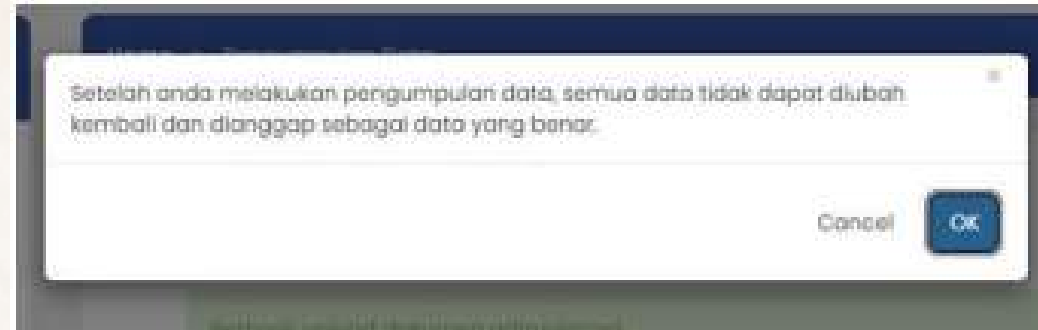 Setelah anda melakukan pengumpulan data, semua data tidak dapat diubah
kembali dan dianggap sebagai data yang benar.
Cancel
OK